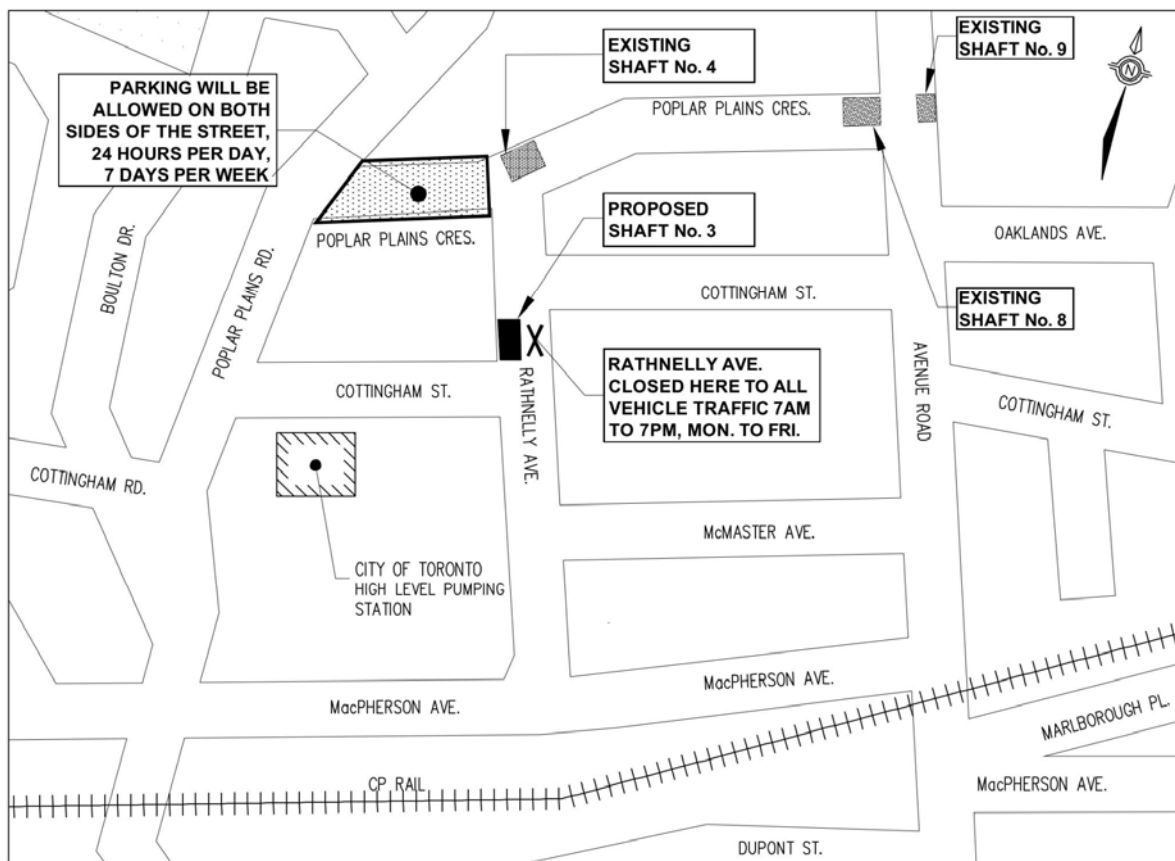 EXISTING
SHAFT No. 4
EXISTING
SHAFT No. 9
PARKING WILL BE
ALLOWED ON BOTH
SIDES OF THE STREET,
24 HOURS PER DAY,
7 DAYS PER WEEK
POPLAR PLAINS CRES.
N
PROPOSED
SHAFT No. 3
POPLAR PLAINS CRES.
OAKLANDS AVE.
BOULTON DR.
POPLAR PLAINS RD.
COTTINGHAM ST.
EXISTING
SHAFT No. 8
RATHNELLY AVE.
CLOSED HERE TO ALL
VEHICLE TRAFFIC 7AM
TO 7PM, MON. TO FRI.
RATHNELLY AVE.
AVENUE ROAD
COTTINGHAM ST.
COTTINGHAM ST.
COTTINGHAM RD.
McMASTER AVE.
CITY OF TORONTO
HIGH LEVEL PUMPING
STATION
MacPHERSON AVE.
MacPHERSON AVE.
MARLBOROUGH PL.
CP RAIL
MacPHERSON AVE.
DUPONT ST.